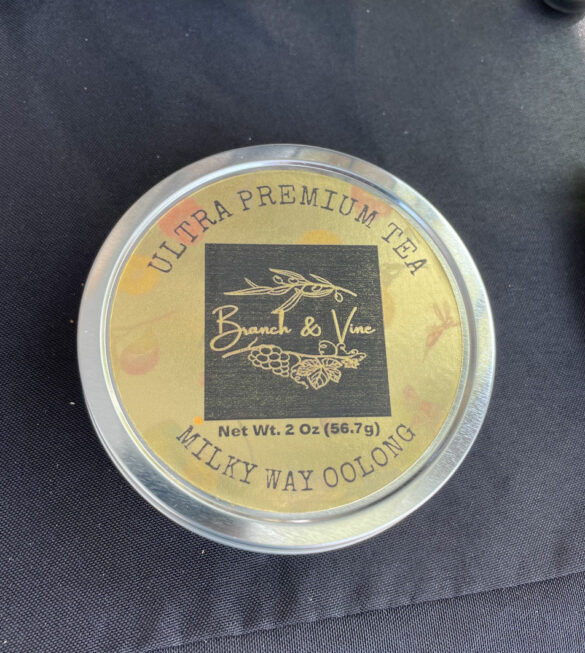 ULTRA PREMIUM TEA
Branch & Vine
Net Wt. 2 Oz (56.7g)
MILKY WAY OOLONG